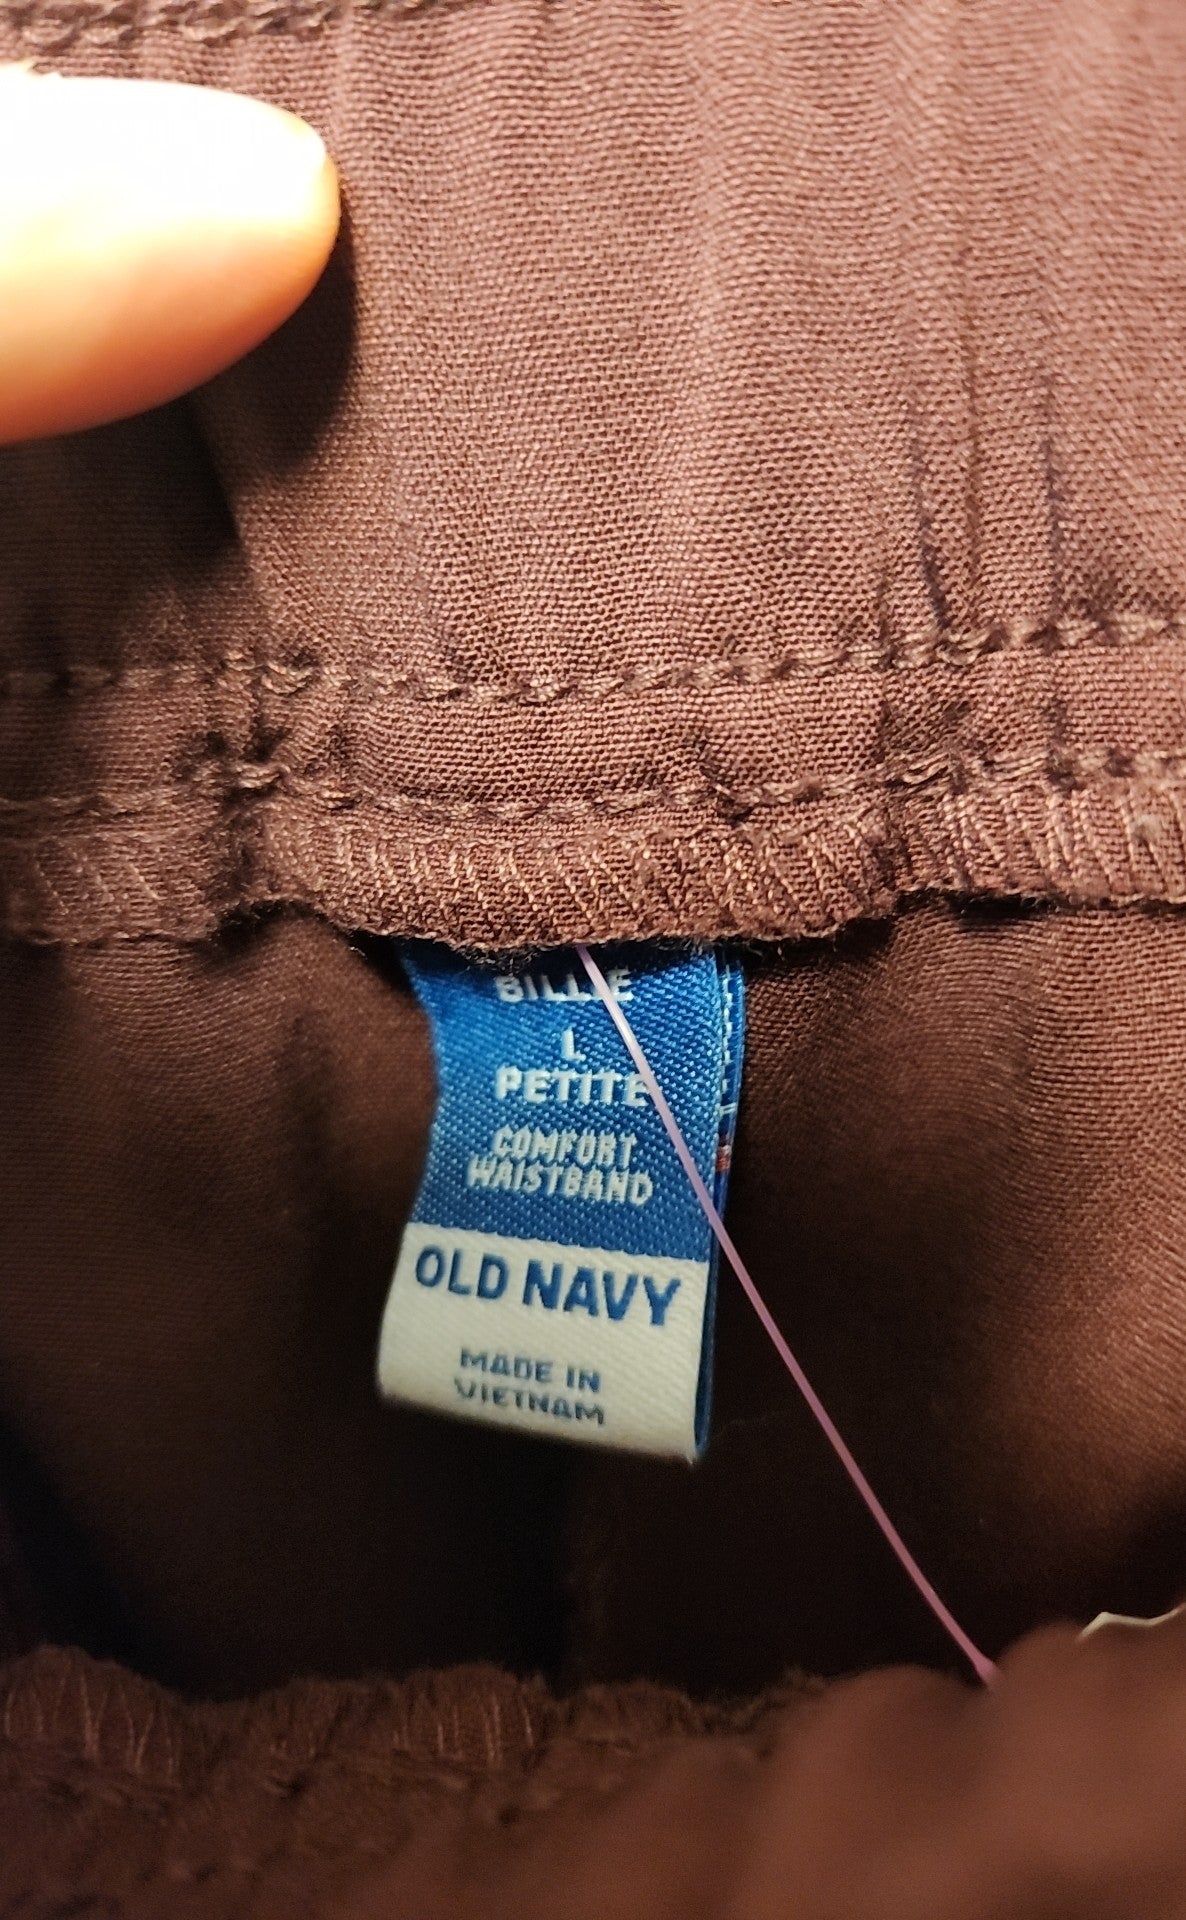 BILLIE
L
PETITE
COMFORT
WAISTBAND
OLD NAVY
MADE IN
VIETNAM